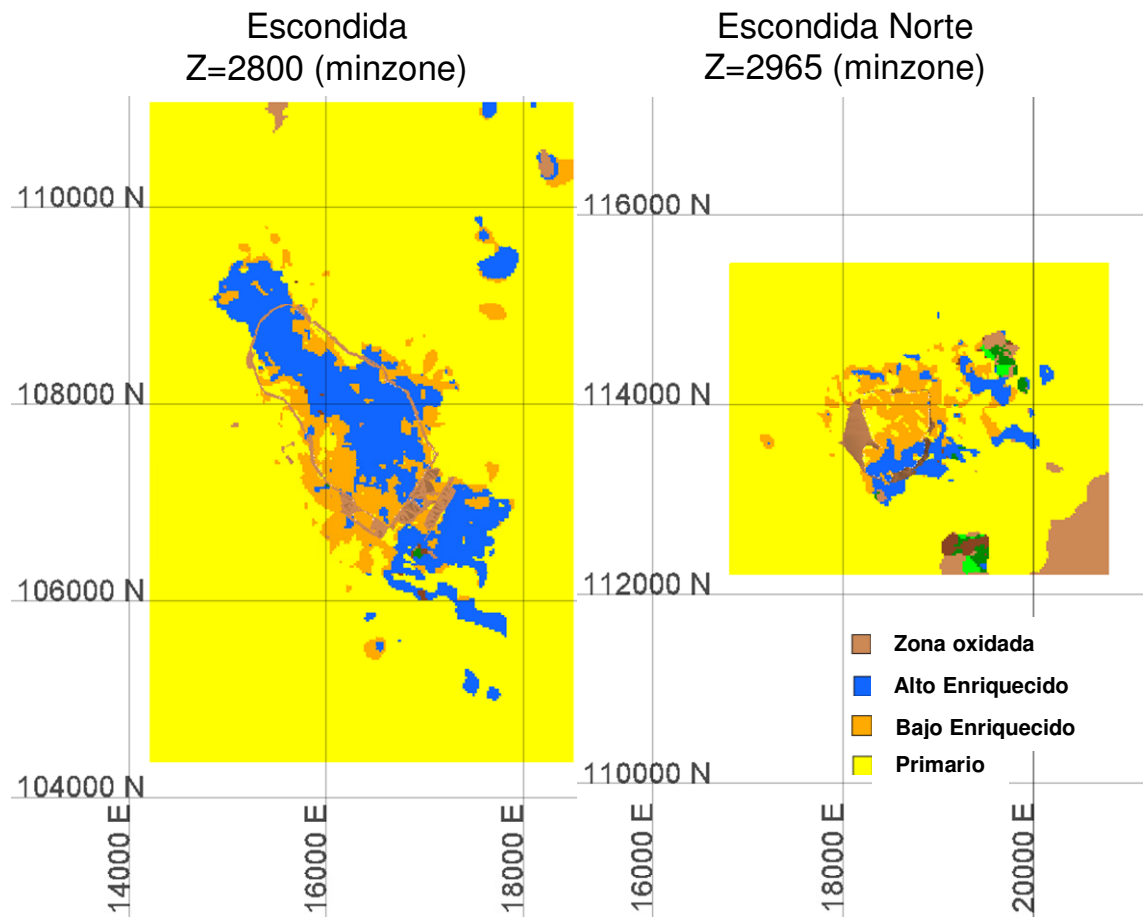 Escondida
Z=2800 (minzone)
110000 N
108000 N
106000 N
104000 N
14000 E
16000 E
18000 E
Escondida Norte
Z=2965 (minzone)
116000 N
114000 N
112000 N
110000 N
16000 E
18000 E
20000 E
Zona oxidada
Alto Enriquecido
Bajo Enriquecido
Primario